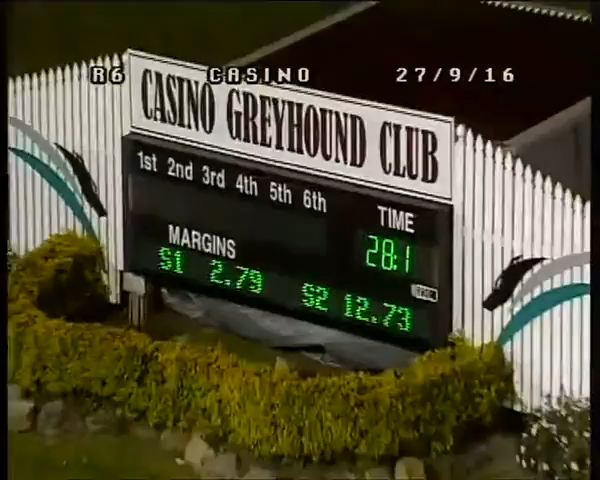 R6 CASINO 27/9/16
CASINO GREYHOUND CLUB
1st 2nd 3rd 4th 5th 6th
TIME
28:1
MARGINS
S1 2.79 S2 12.73